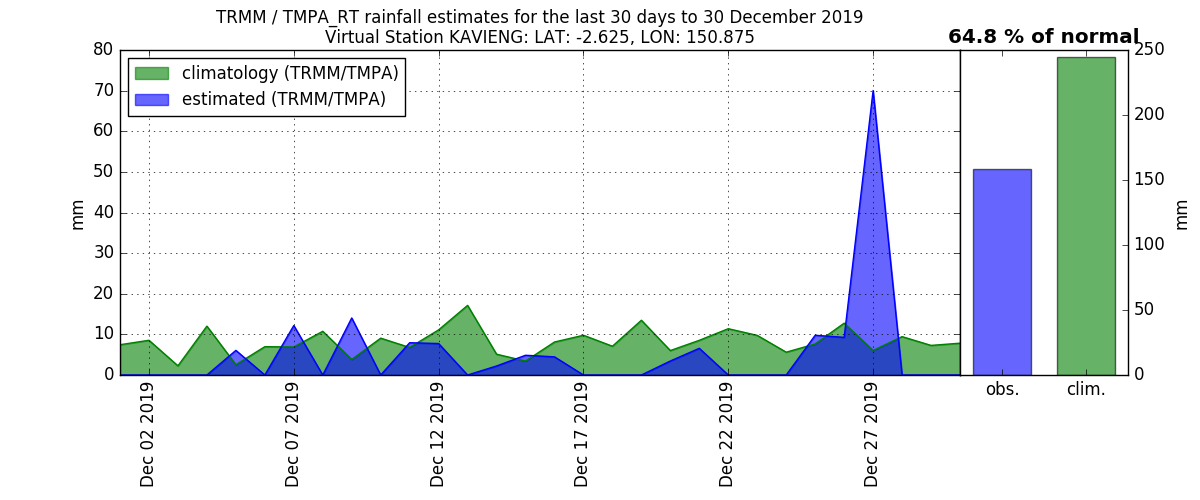 TRMM / TMPA_RT rainfall estimates for the last 30 days to 30 December 2019
Virtual Station KAVIENG: LAT: -2.625, LON: 150.875
64.8 % of normal
climatology (TRMM/TMPA)
estimated (TRMM/TMPA)
mm
80
70
60
50
40
30
20
10
0
Dec 02 2019
Dec 07 2019
Dec 12 2019
Dec 17 2019
Dec 22 2019
Dec 27 2019
obs.
clim.
250
200
150
100
50
0
mm